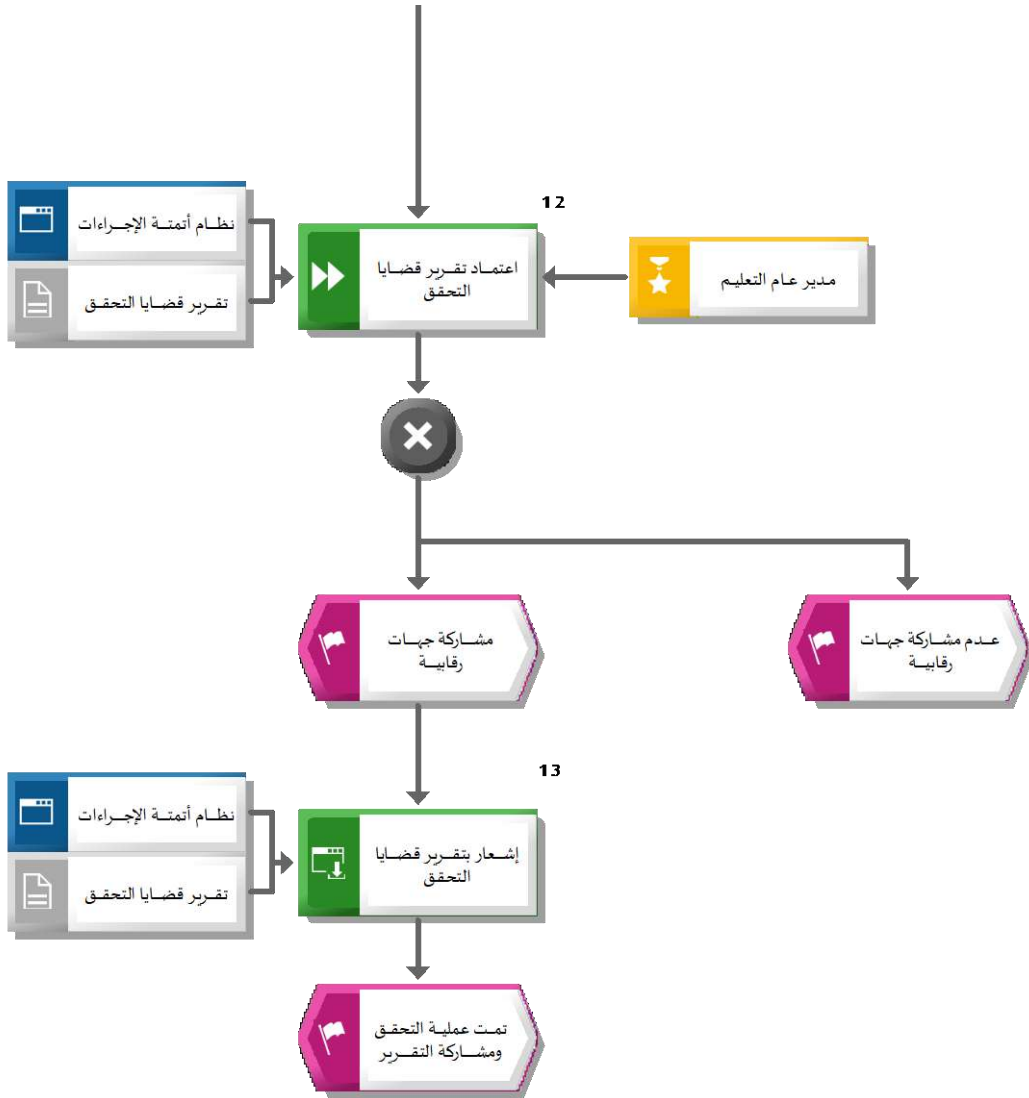 12
نظام أتمتة الإجراءات
تقرير قضايا التحقق
اعتماد تقرير قضايا
التحقق
مدير عام التعليم
مشاركة جهات
رقابية
عدم مشاركة جهات
رقابية
13
نظام أتمتة الإجراءات
تقرير قضايا التحقق
إشعار بتقرير قضايا
التحقق
تمت عملية التحقق
ومشاركة التقرير